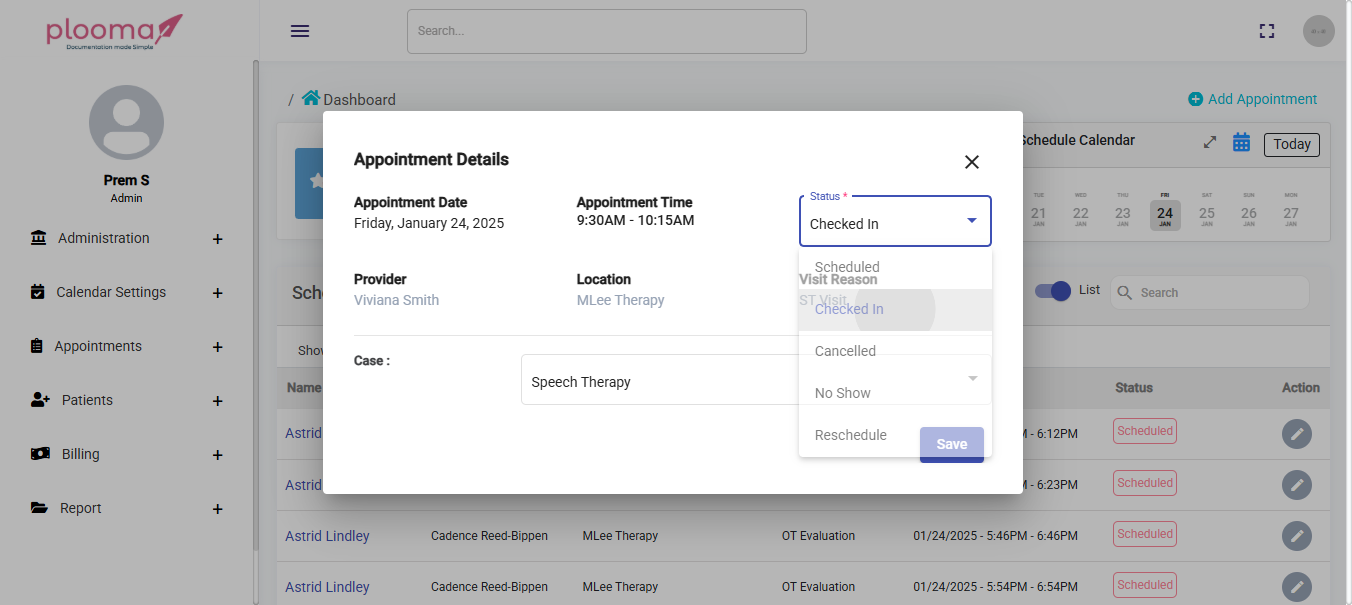 plooma
Documentation made Simple
Search...
Prem S
Admin
Administration +
Calendar Settings +
Appointments +
Patients +
Billing +
Report +
/ Dashboard
Add Appointment
Schedule Calendar
Today
TUE WED THU FRI SAT SUN MON
21 22 23 24 25 26 27
JAN JAN JAN JAN JAN JAN JAN
List
Search
Name Status Action
Appointment Details
Appointment Date
Friday, January 24, 2025
Appointment Time
9:30AM - 10:15AM
Status *
Checked In
Scheduled
Checked In
Cancelled
No Show
Reschedule
Provider
Viviana Smith
Location
MLee Therapy
Visit Reason
ST Visit
Case :
Speech Therapy
Save
Astrid M - 6:12PM Scheduled
Astrid M - 6:23PM Scheduled
Astrid Lindley Cadence Reed-Bippen MLee Therapy OT Evaluation 01/24/2025 - 5:46PM - 6:46PM Scheduled
Astrid Lindley Cadence Reed-Bippen MLee Therapy OT Evaluation 01/24/2025 - 5:54PM - 6:54PM Scheduled